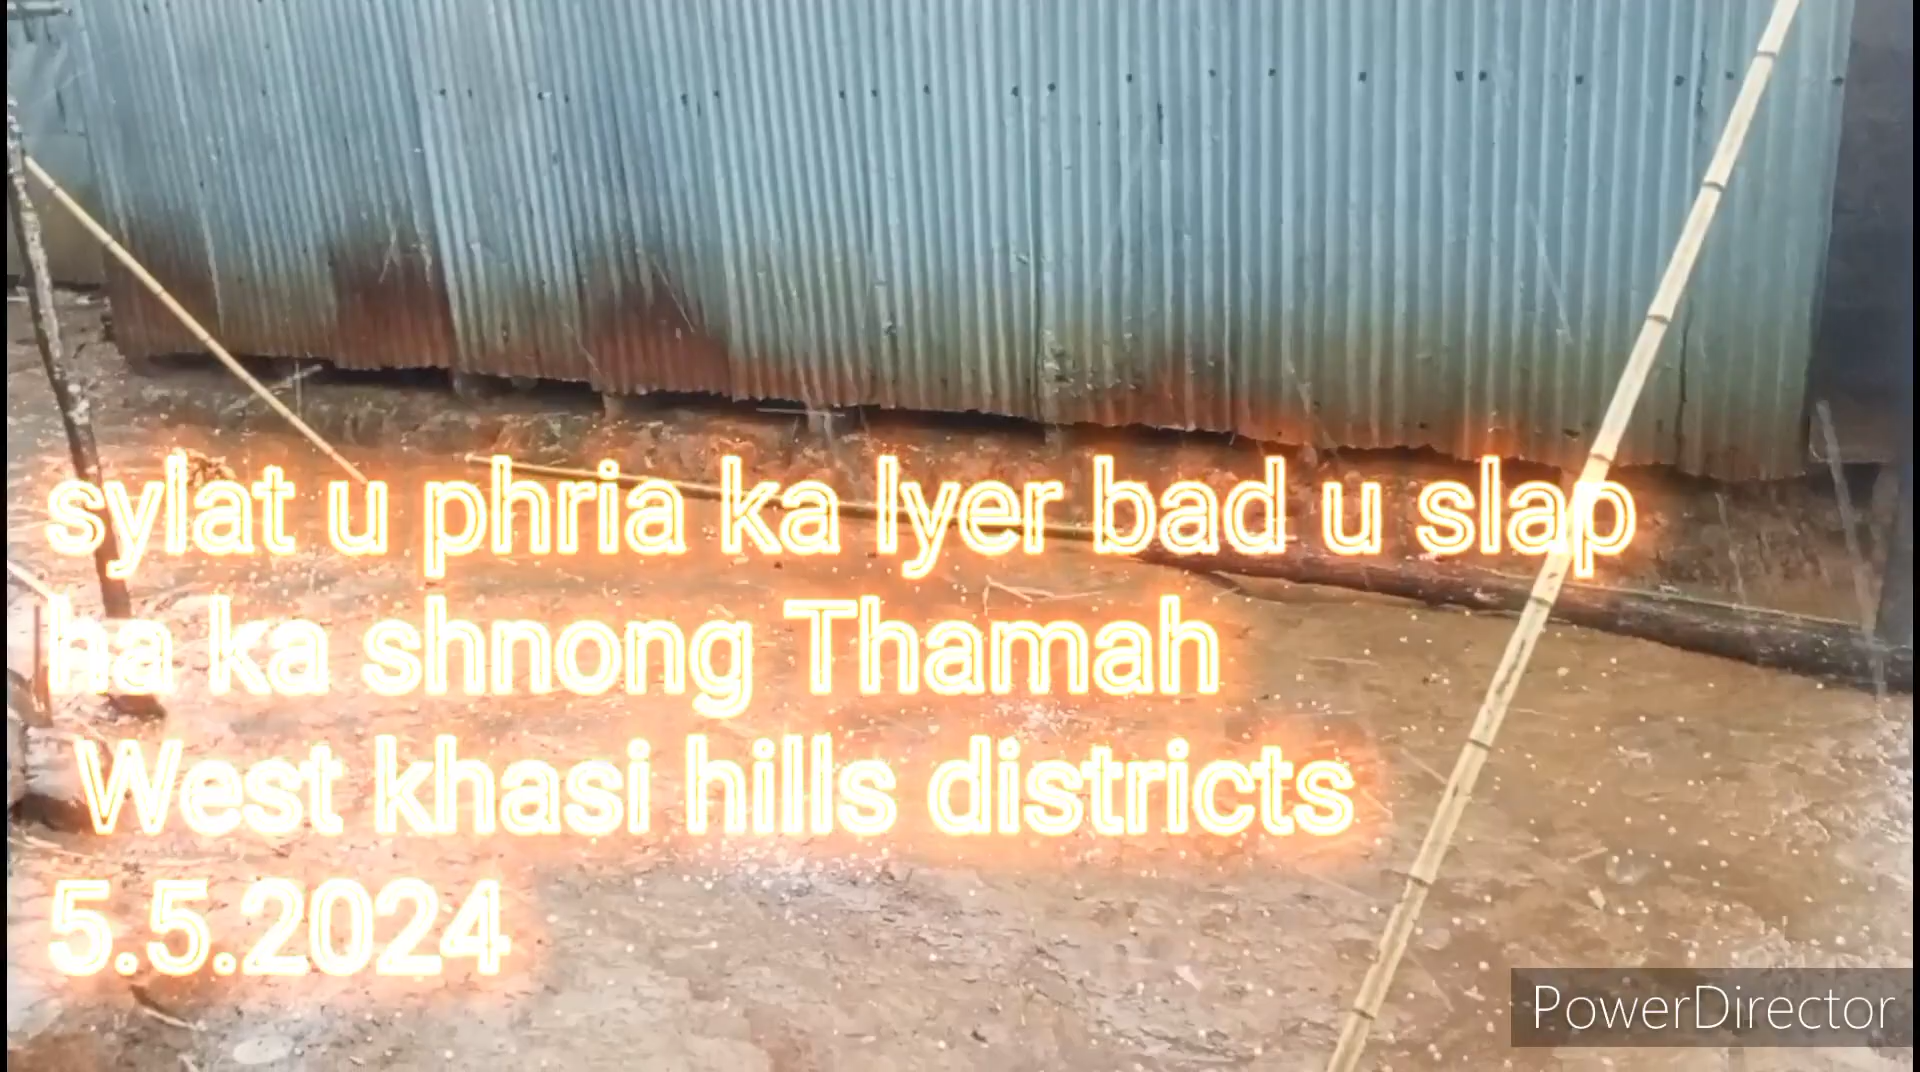 sylat u phria ka lyer bad u slap
ha ka shnong Thamah
West khasi hills districts
5.5.2024
PowerDirector